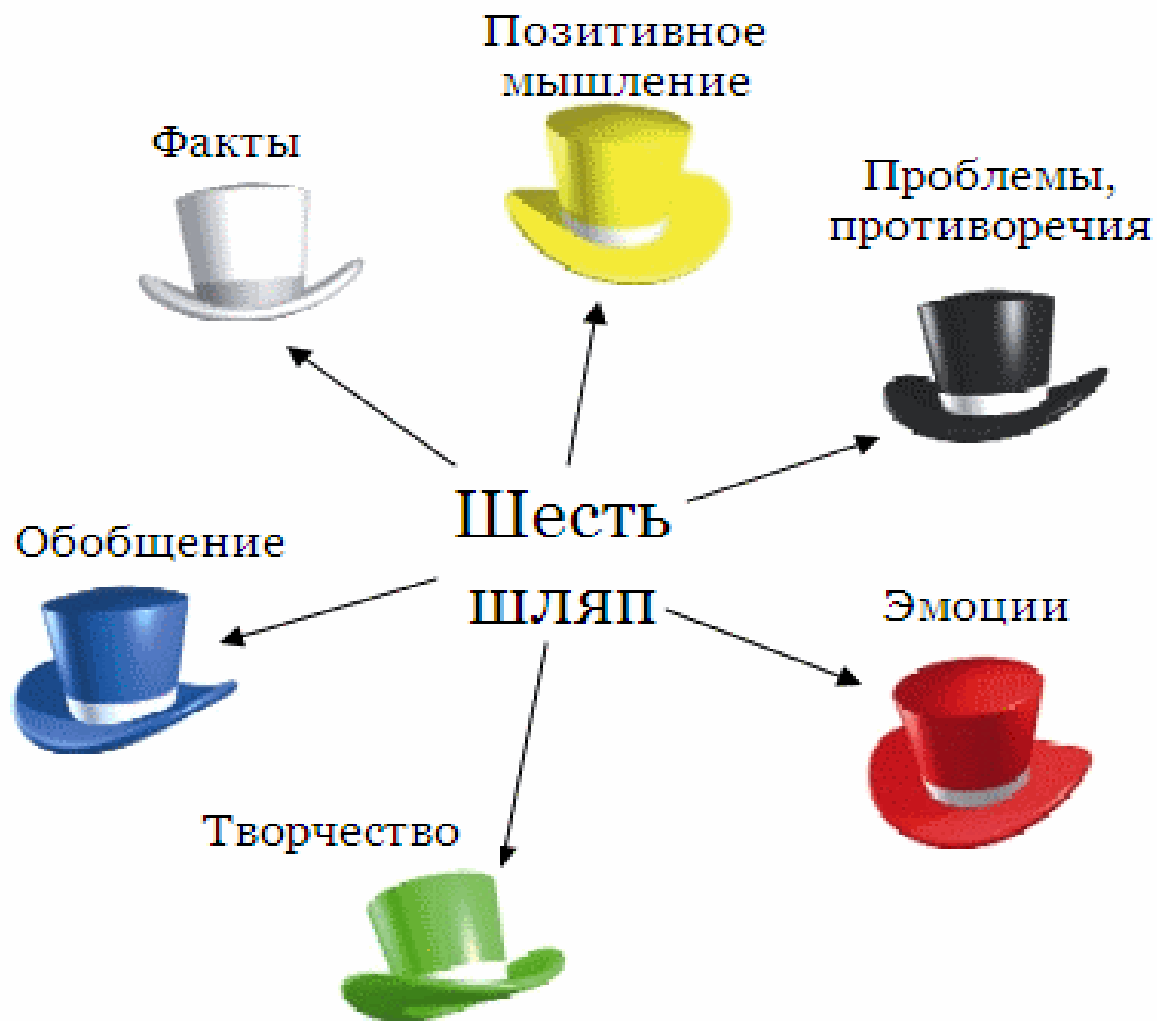 Позитивное
мышление
Факты
Проблемы,
противоречия
Шесть
шляп
Обобщение
Эмоции
Творчество